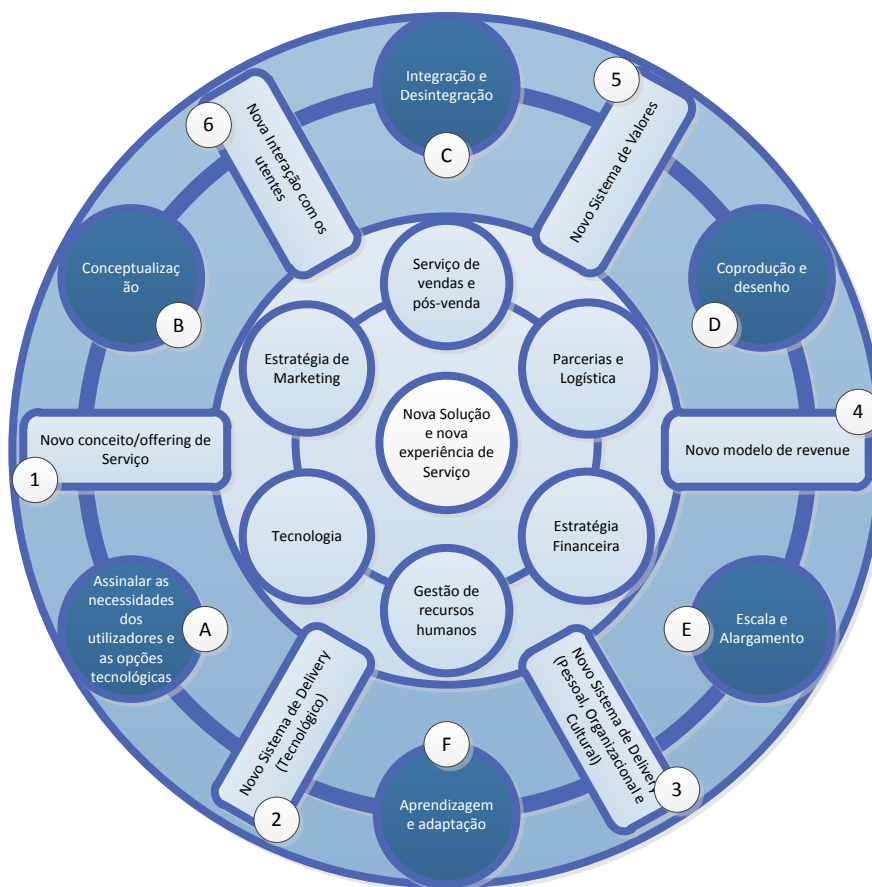 Integração e
Desintegração
C
5
Novo Sistema de Valores
6
Nova Interação com os
utentes
Conceptualizaç
ão
B
Coprodução e
desenho
D
Serviço de
vendas e
pós-venda
Estratégia de
Marketing
Parcerias e
Logística
Nova Solução
e nova
experiência de
Serviço
Novo conceito/offering de
Serviço
1
4
Novo modelo de revenue
Tecnologia
Estratégia
Financeira
Gestão de
recursos
humanos
Assinalar as
necessidades
dos
utilizadores e
as opções
tecnológicas
A
E
Escala e
Alargamento
Novo Sistema de Delivery
(Tecnológico)
2
Novo Sistema de Delivery
(Pessoal, Organizacional e
Cultural)
3
F
Aprendizagem
e adaptação